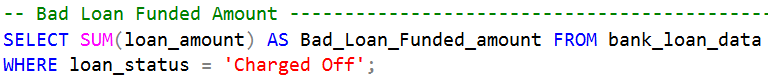 -- Bad Loan Funded Amount -------------------------------------------
SELECT SUM(loan_amount) AS Bad_Loan_Funded_amount FROM bank_loan_data
WHERE loan_status = 'Charged Off';